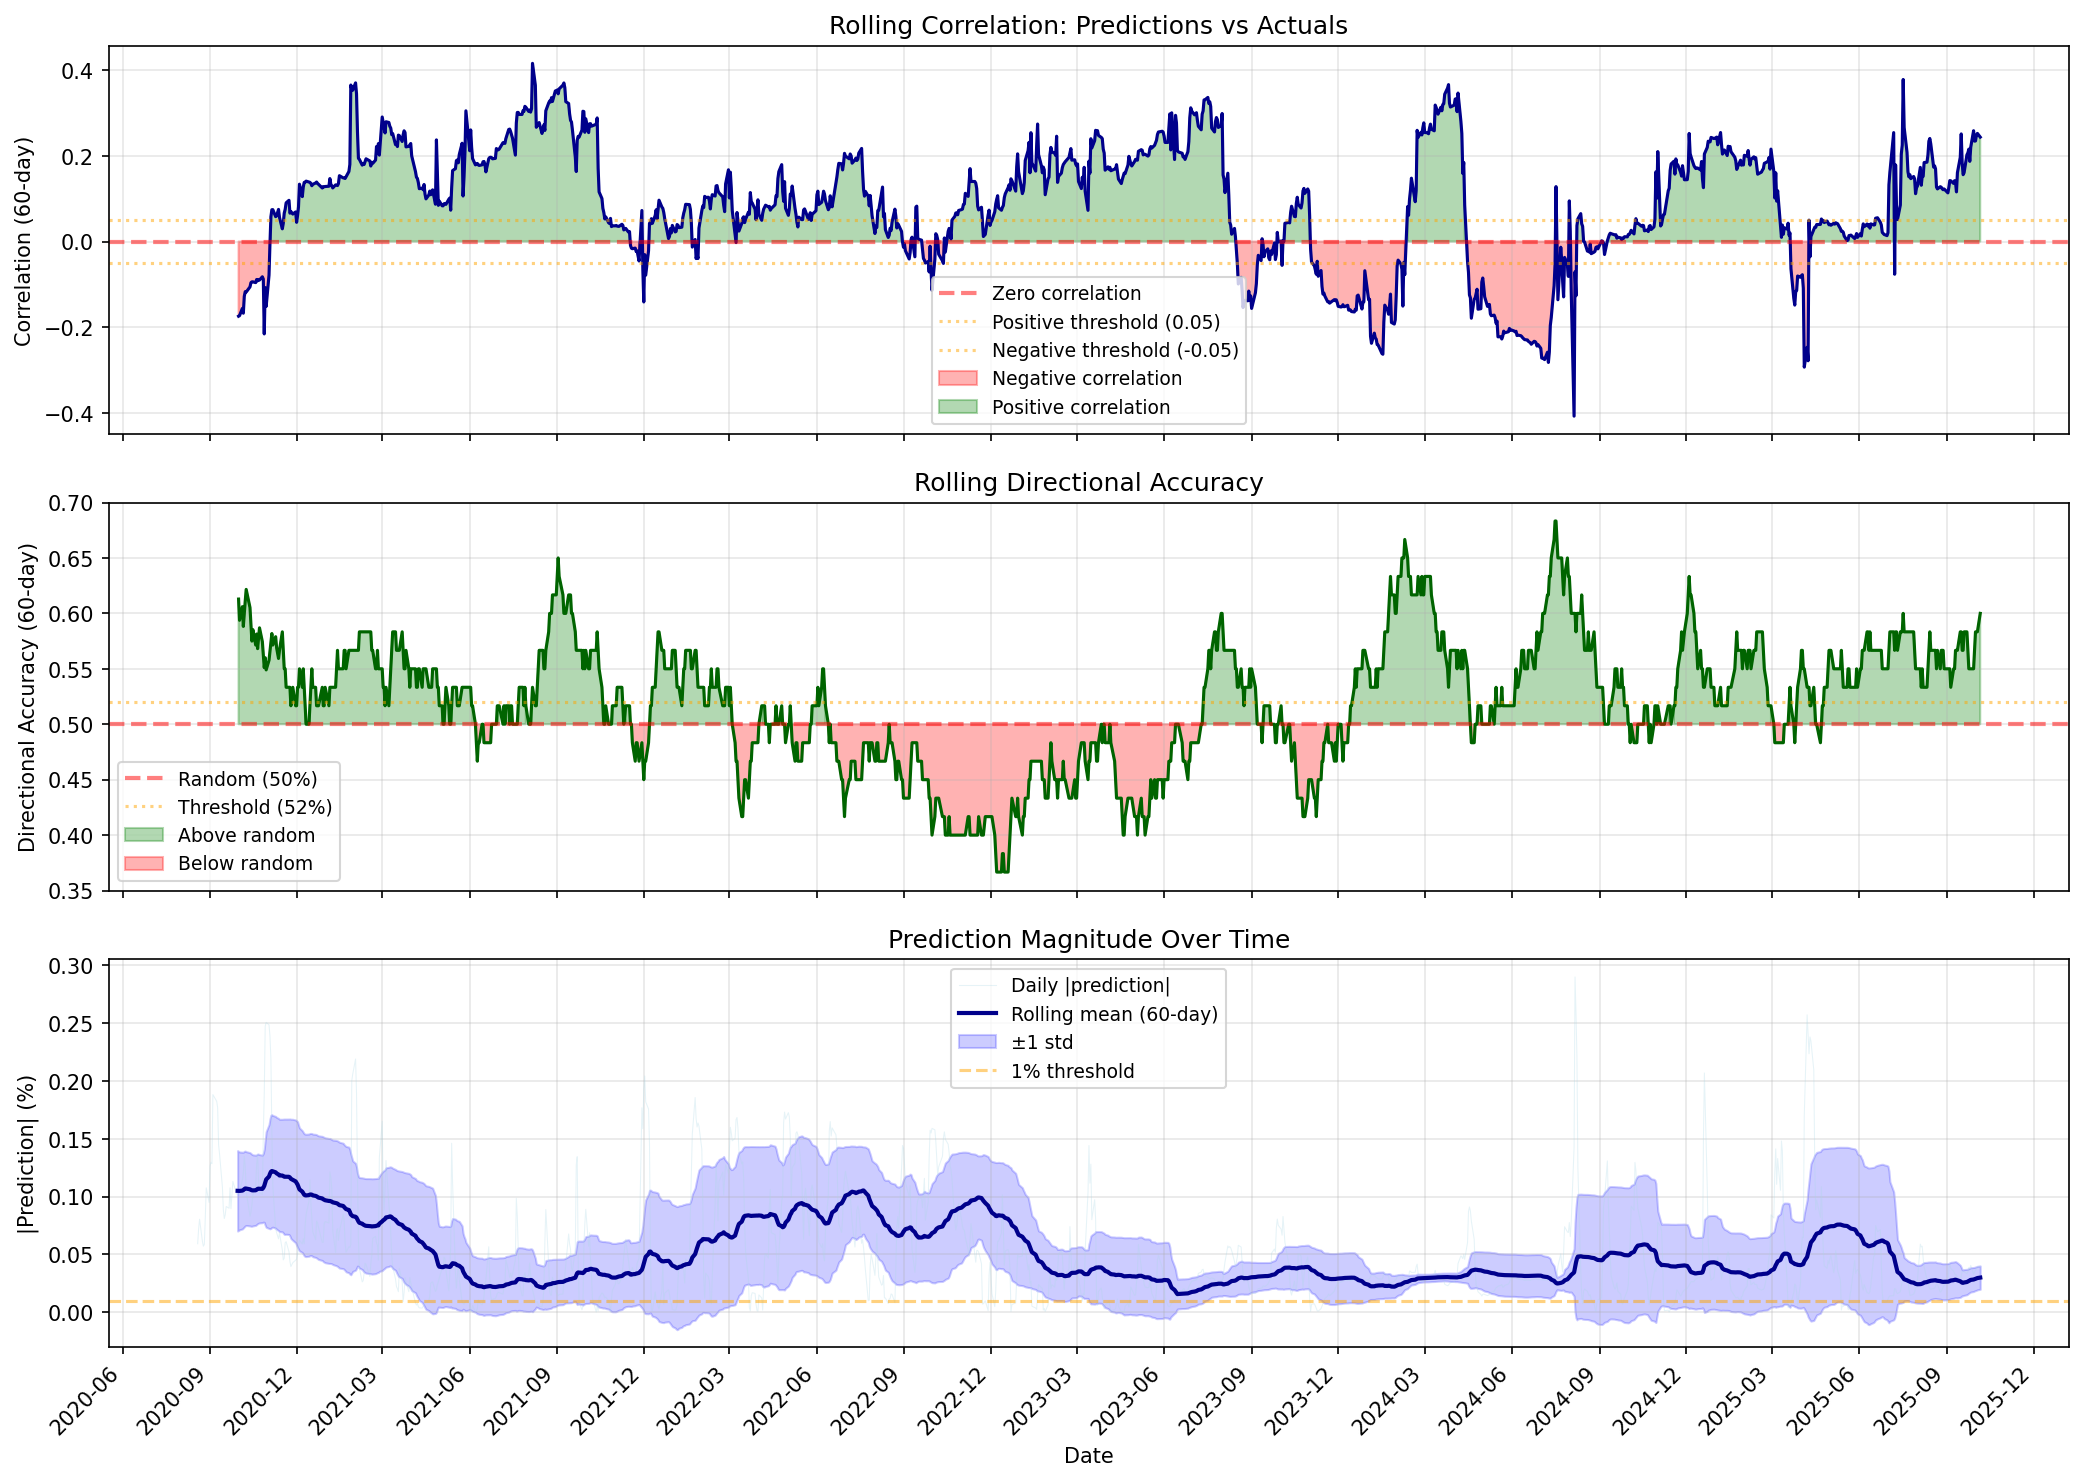 Rolling Correlation: Predictions vs Actuals
Correlation (60-day)
0.4
0.2
0.0
−0.2
−0.4
Zero correlation
Positive threshold (0.05)
Negative threshold (-0.05)
Negative correlation
Positive correlation
Rolling Directional Accuracy
Directional Accuracy (60-day)
0.70
0.65
0.60
0.55
0.50
0.45
0.40
0.35
Random (50%)
Threshold (52%)
Above random
Below random
Prediction Magnitude Over Time
|Prediction| (%)
0.30
0.25
0.20
0.15
0.10
0.05
0.00
Daily |prediction|
Rolling mean (60-day)
±1 std
1% threshold
2020-06
2020-09
2020-12
2021-03
2021-06
2021-09
2021-12
2022-03
2022-06
2022-09
2022-12
2023-03
2023-06
2023-09
2023-12
2024-03
2024-06
2024-09
2024-12
2025-03
2025-06
2025-09
2025-12
Date